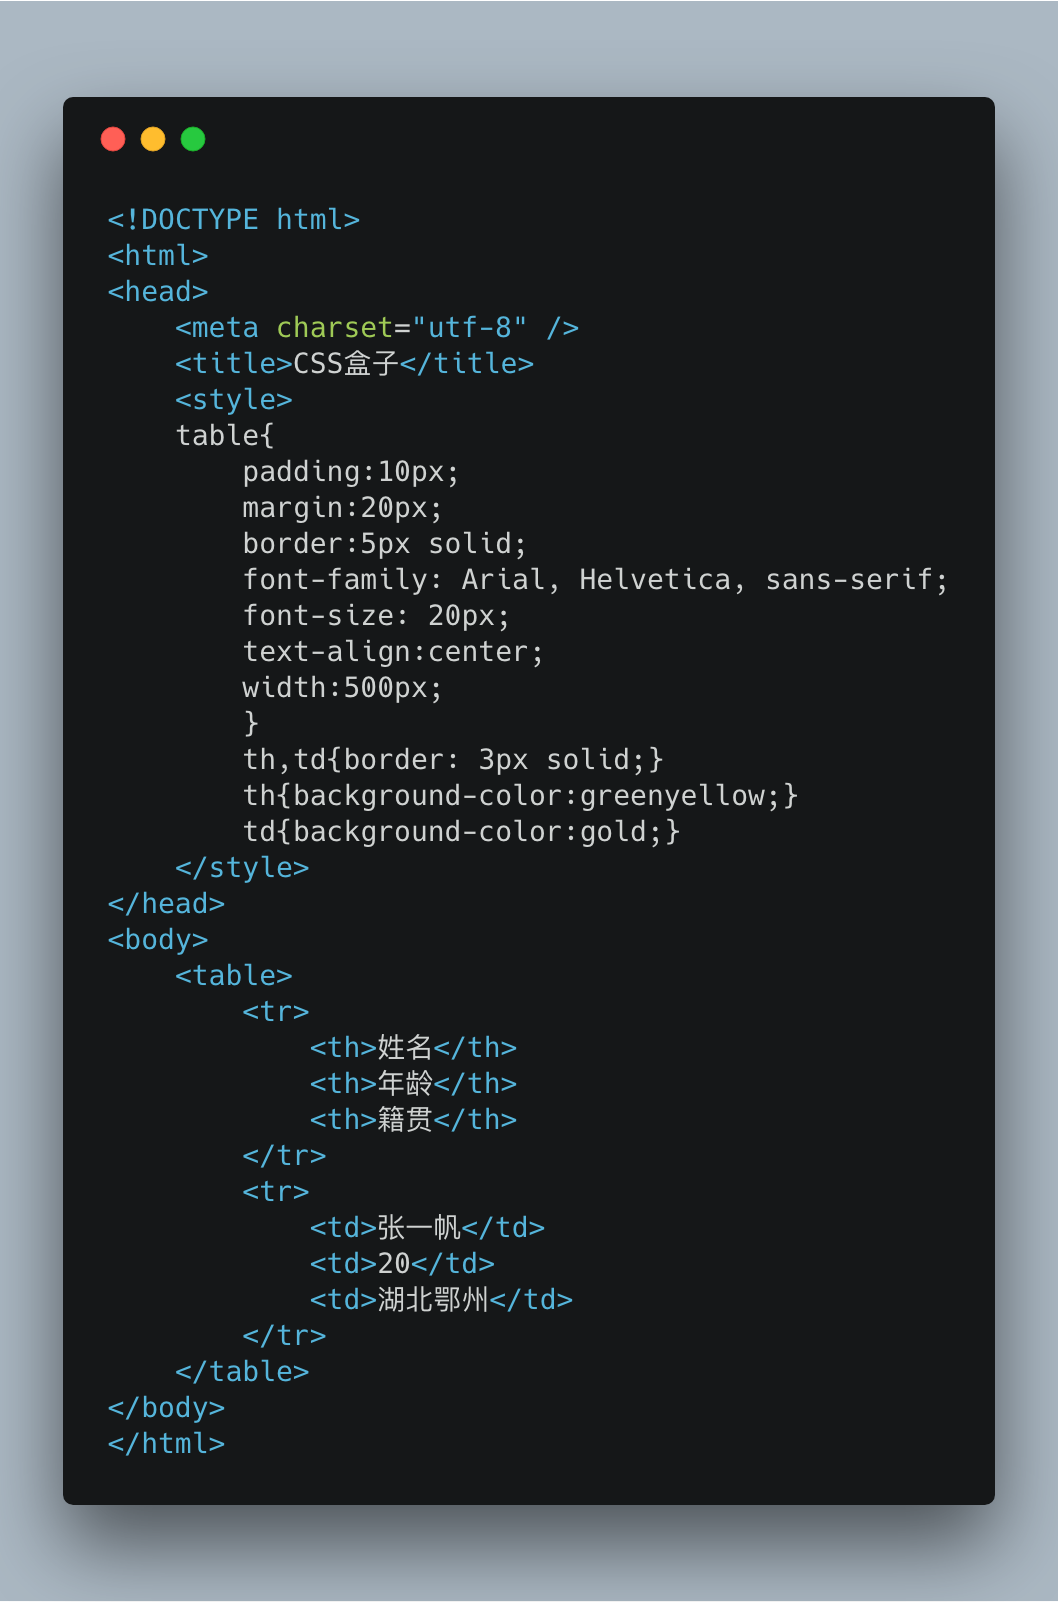 <!DOCTYPE html>
<html>
<head>
    <meta charset="utf-8" />
    <title>CSS盒子</title>
    <style>
    table{
        padding:10px;
        margin:20px;
        border:5px solid;
        font-family: Arial, Helvetica, sans-serif;
        font-size: 20px;
        text-align:center;
        width:500px;
        }
        th,td{border: 3px solid;}
        th{background-color:greenyellow;}
        td{background-color:gold;}
    </style>
</head>
<body>
    <table>
        <tr>
            <th>姓名</th>
            <th>年龄</th>
            <th>籍贯</th>
        </tr>
        <tr>
            <td>张一帆</td>
            <td>20</td>
            <td>湖北鄂州</td>
        </tr>
    </table>
</body>
</html>